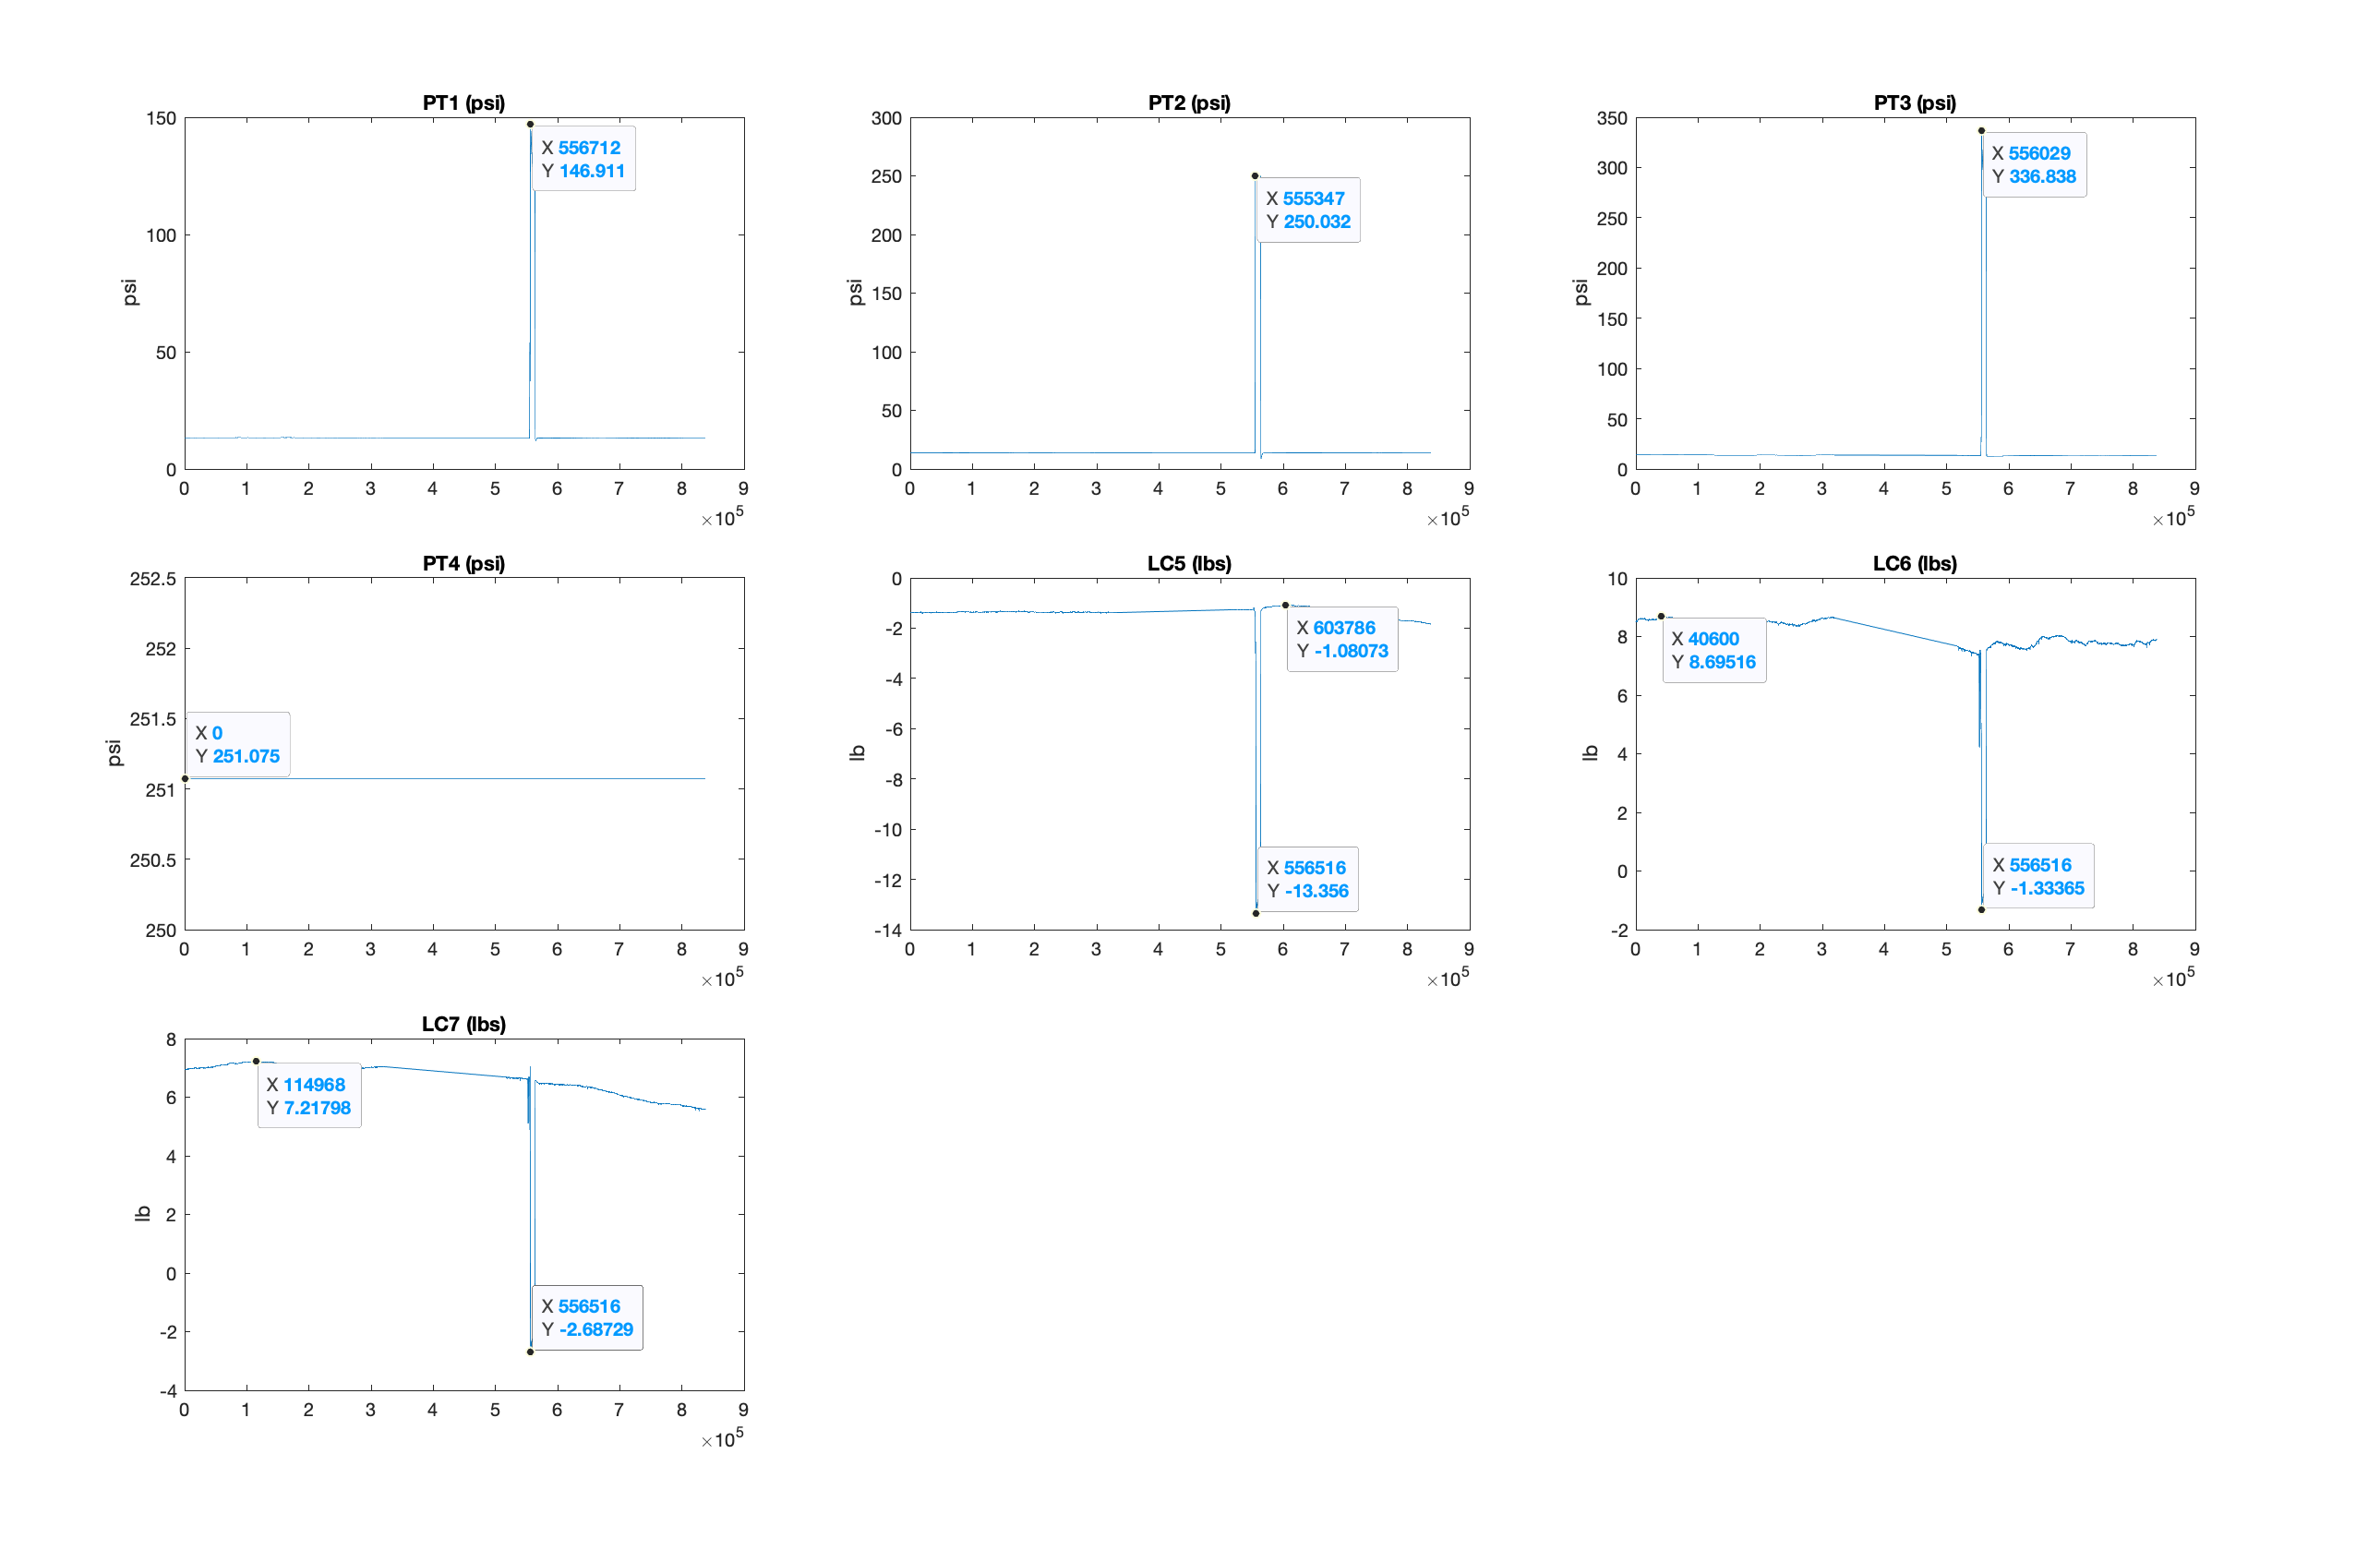 PT1 (psi)
150
100
50
0
psi
X 556712
Y 146.911
0 1 2 3 4 5 6 7 8 9
×10^5
PT2 (psi)
300
250
200
150
100
50
0
psi
X 555347
Y 250.032
0 1 2 3 4 5 6 7 8 9
×10^5
PT3 (psi)
350
300
250
200
150
100
50
0
psi
X 556029
Y 336.838
0 1 2 3 4 5 6 7 8 9
×10^5
PT4 (psi)
252.5
252
251.5
251
250.5
250
psi
X 0
Y 251.075
0 1 2 3 4 5 6 7 8 9
×10^5
LC5 (lbs)
0
-2
-4
-6
-8
-10
-12
-14
lb
X 603786
Y -1.08073
X 556516
Y -13.356
0 1 2 3 4 5 6 7 8 9
×10^5
LC6 (lbs)
10
8
6
4
2
0
-2
lb
X 40600
Y 8.69516
X 556516
Y -1.33365
0 1 2 3 4 5 6 7 8 9
×10^5
LC7 (lbs)
8
6
4
2
0
-2
-4
lb
X 114968
Y 7.21798
X 556516
Y -2.68729
0 1 2 3 4 5 6 7 8 9
×10^5